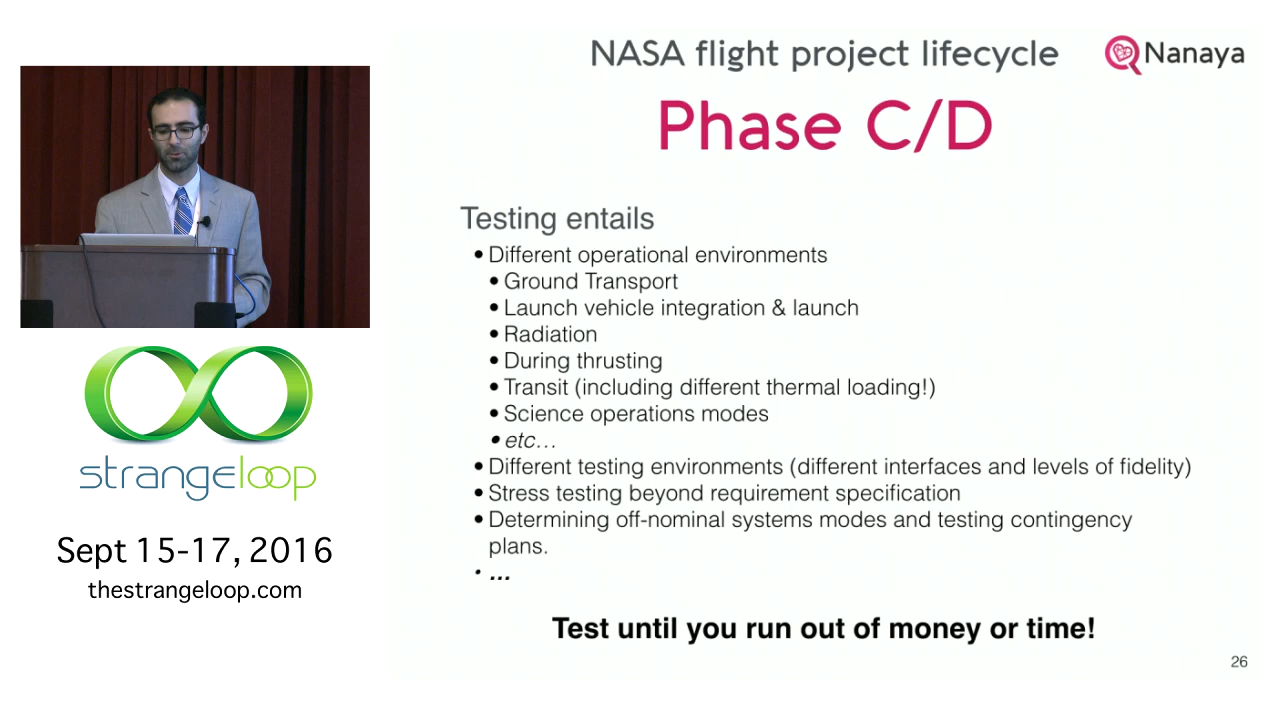 NASA flight project lifecycle
Nanaya
Phase C/D
Testing entails
• Different operational environments
• Ground Transport
• Launch vehicle integration & launch
• Radiation
• During thrusting
• Transit (including different thermal loading!)
• Science operations modes
• etc...
• Different testing environments (different interfaces and levels of fidelity)
• Stress testing beyond requirement specification
• Determining off-nominal systems modes and testing contingency
plans.
• ...
Test until you run out of money or time!
26
strangeloop
Sept 15-17, 2016
thestrangeloop.com